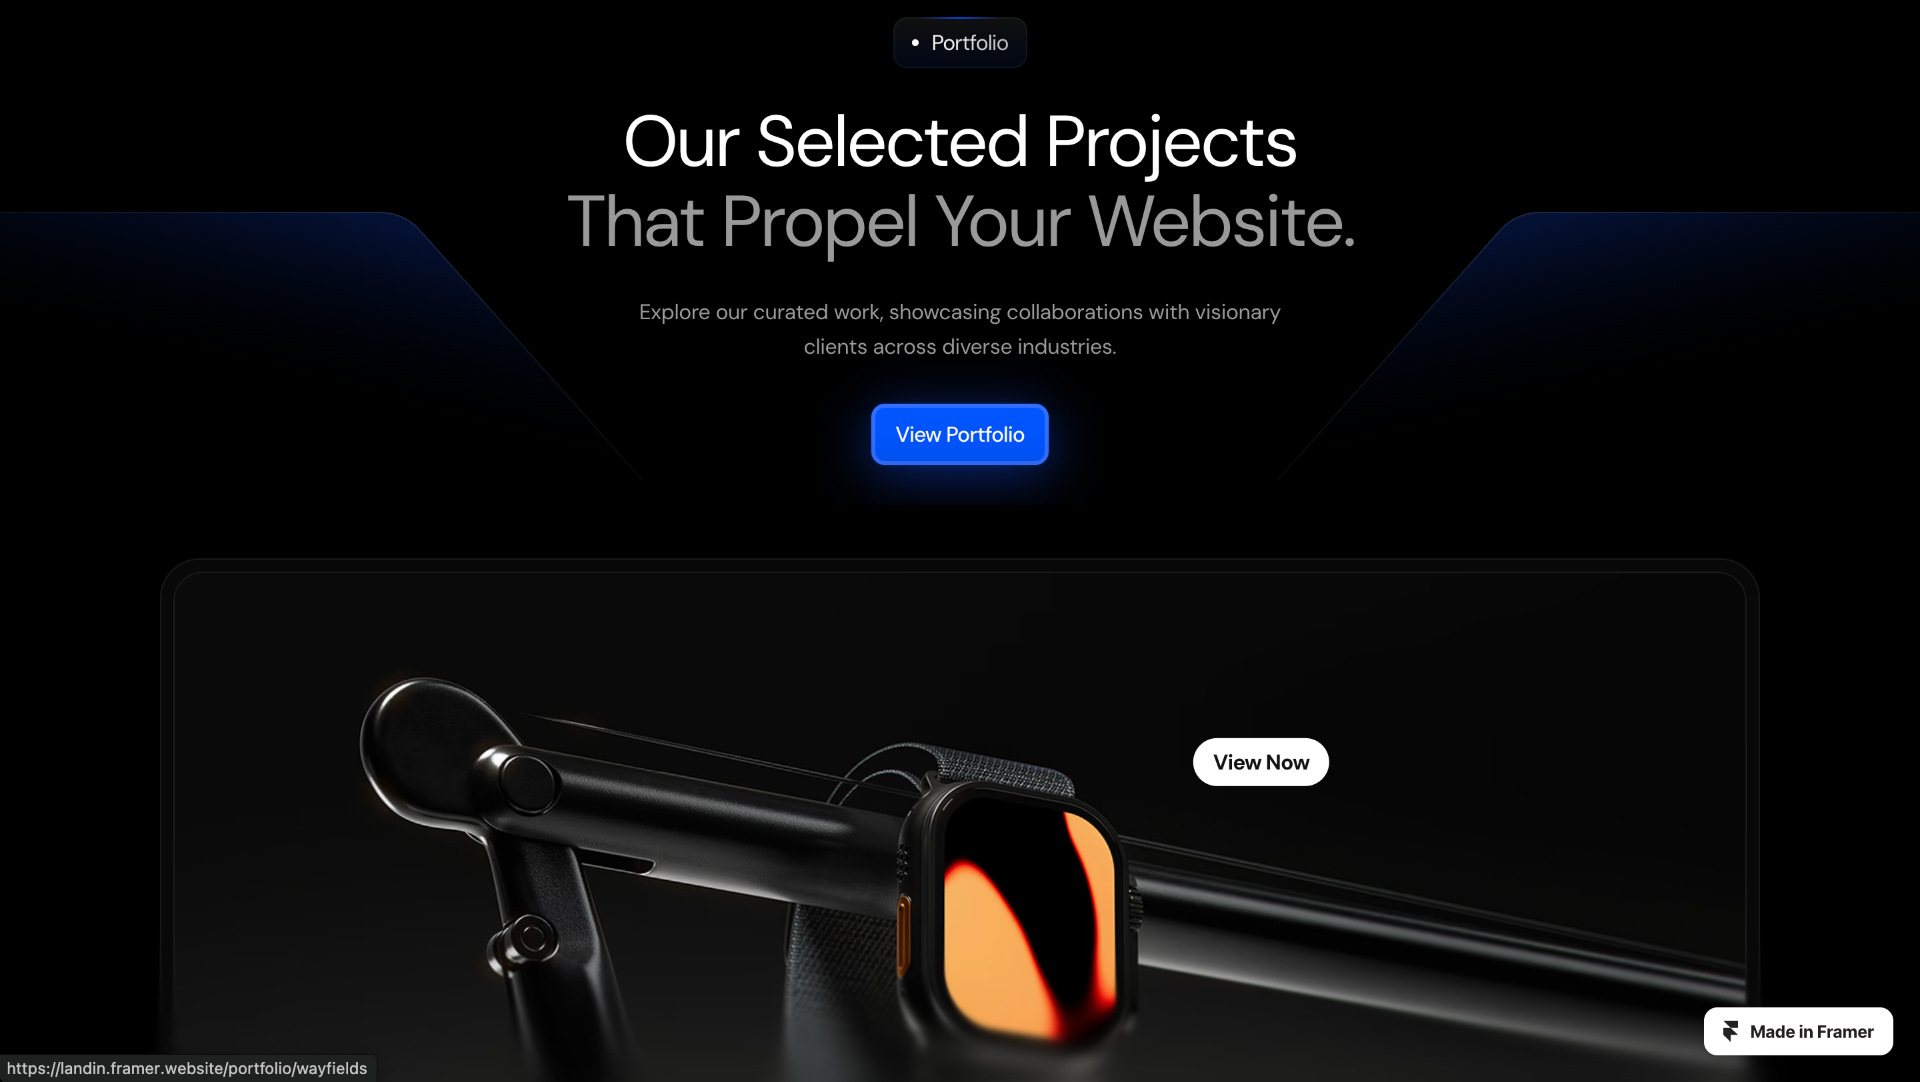 Portfolio
Our Selected Projects
That Propel Your Website.
Explore our curated work, showcasing collaborations with visionary
clients across diverse industries.
View Portfolio
View Now
Made in Framer
https://landin.framer.website/portfolio/wayfields